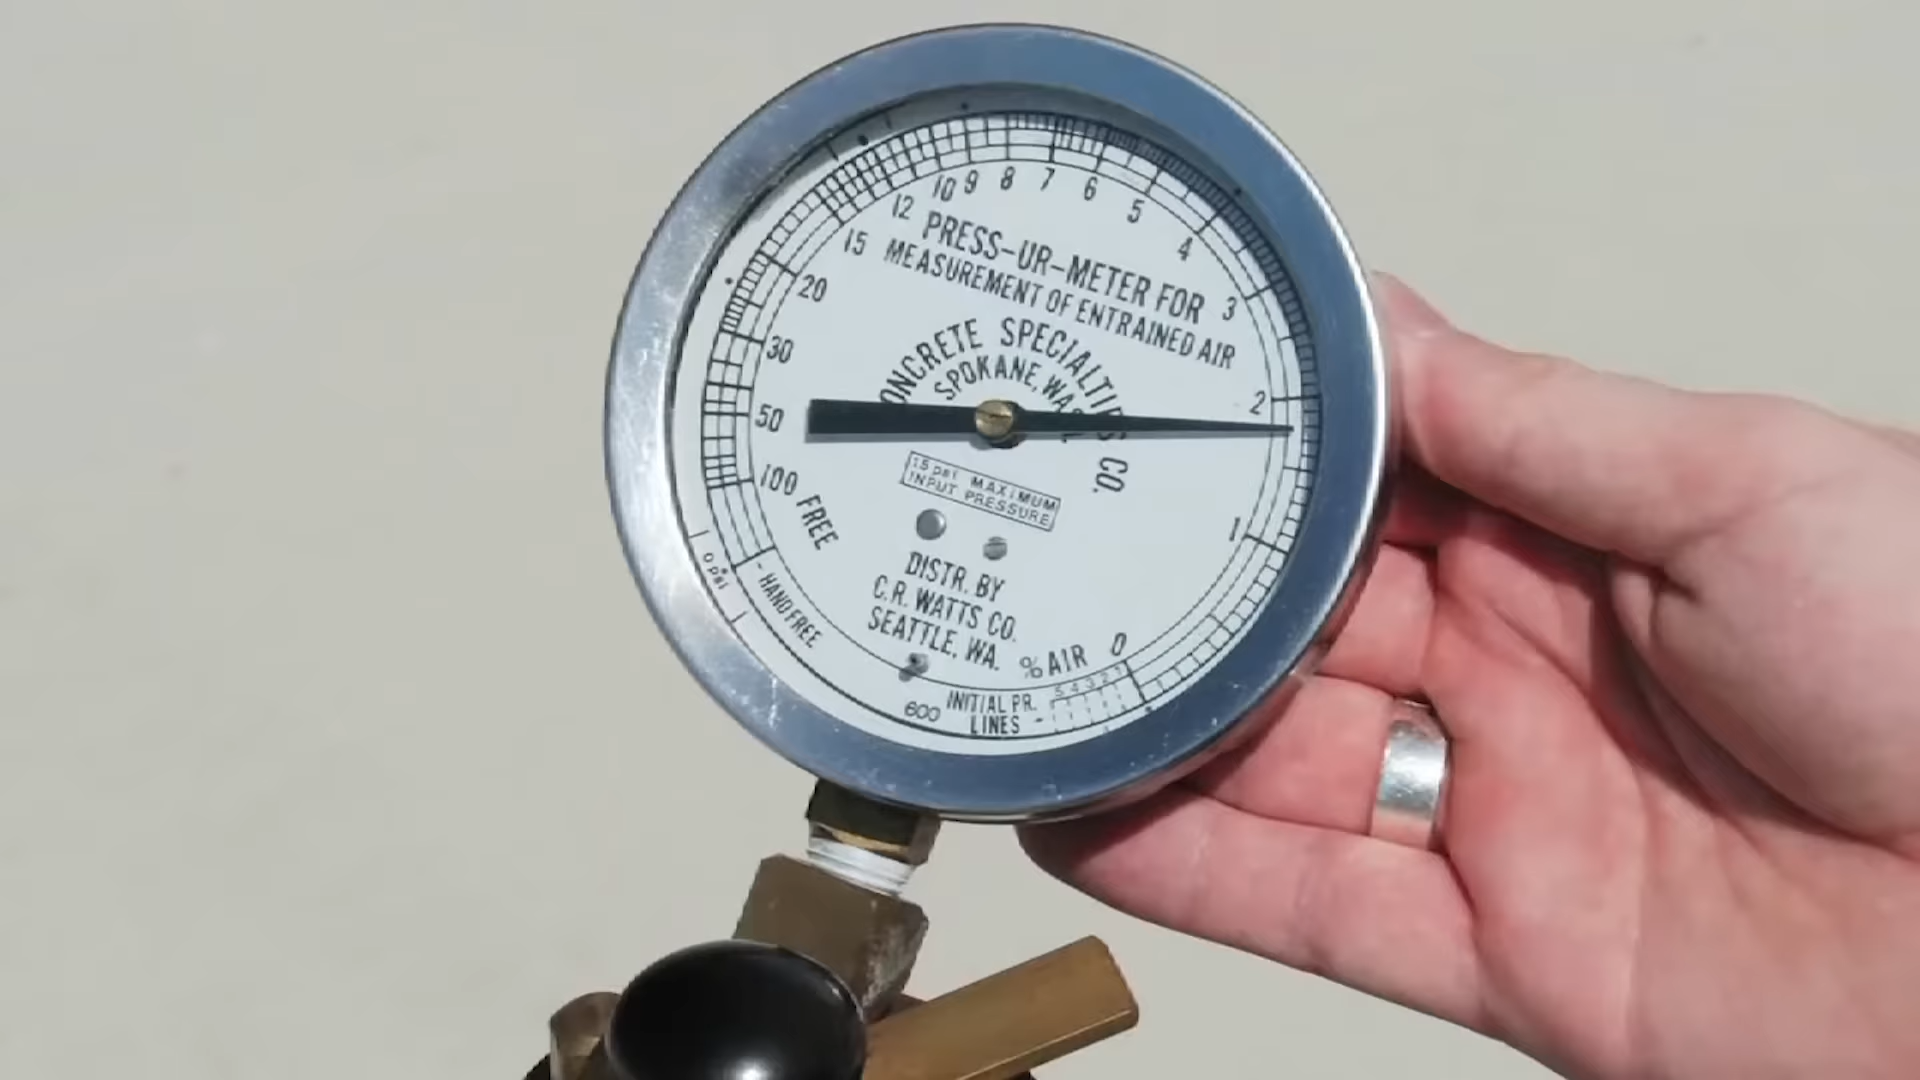 10 9 8 7 6 5 4 3 2 1 0
12
15
20
30
50
100
PRESS-UR-METER FOR
MEASUREMENT OF ENTRAINED AIR
CONCRETE SPECIALTIES CO.
SPOKANE, WASH.
15 psi MAXIMUM
INPUT PRESSURE
FREE
0 psi
- HAND FREE
DISTR. BY
C.R. WATTS CO.
SEATTLE, WA.
% AIR
5 4 3 2 1
INITIAL PR.
LINES -
600